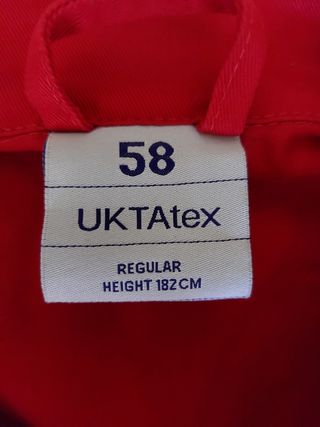 58
UKTAtex
REGULAR
HEIGHT 182CM